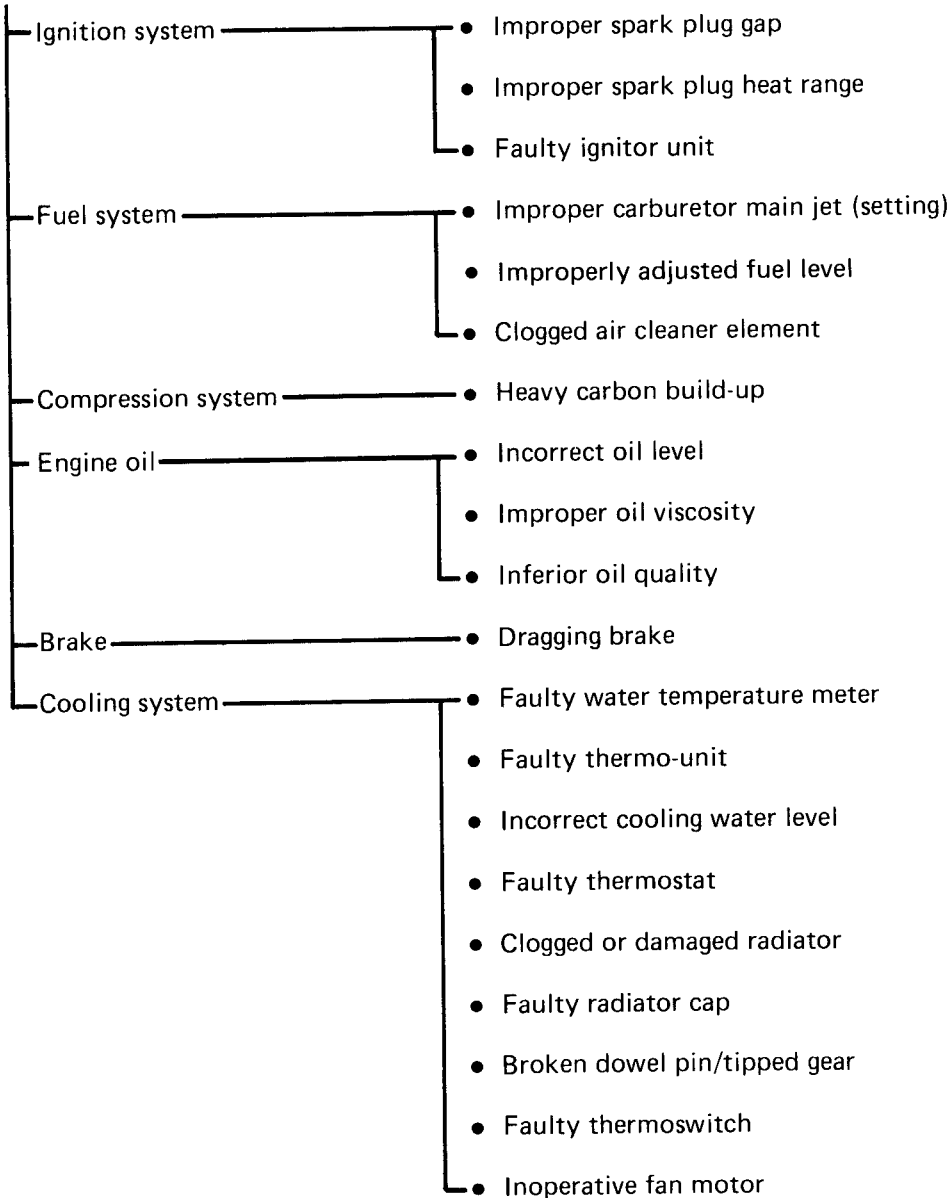 Ignition system
• Improper spark plug gap
• Improper spark plug heat range
• Faulty ignitor unit
Fuel system
• Improper carburetor main jet (setting)
• Improperly adjusted fuel level
• Clogged air cleaner element
Compression system
• Heavy carbon build-up
Engine oil
• Incorrect oil level
• Improper oil viscosity
• Inferior oil quality
Brake
• Dragging brake
Cooling system
• Faulty water temperature meter
• Faulty thermo-unit
• Incorrect cooling water level
• Faulty thermostat
• Clogged or damaged radiator
• Faulty radiator cap
• Broken dowel pin/tipped gear
• Faulty thermoswitch
• Inoperative fan motor